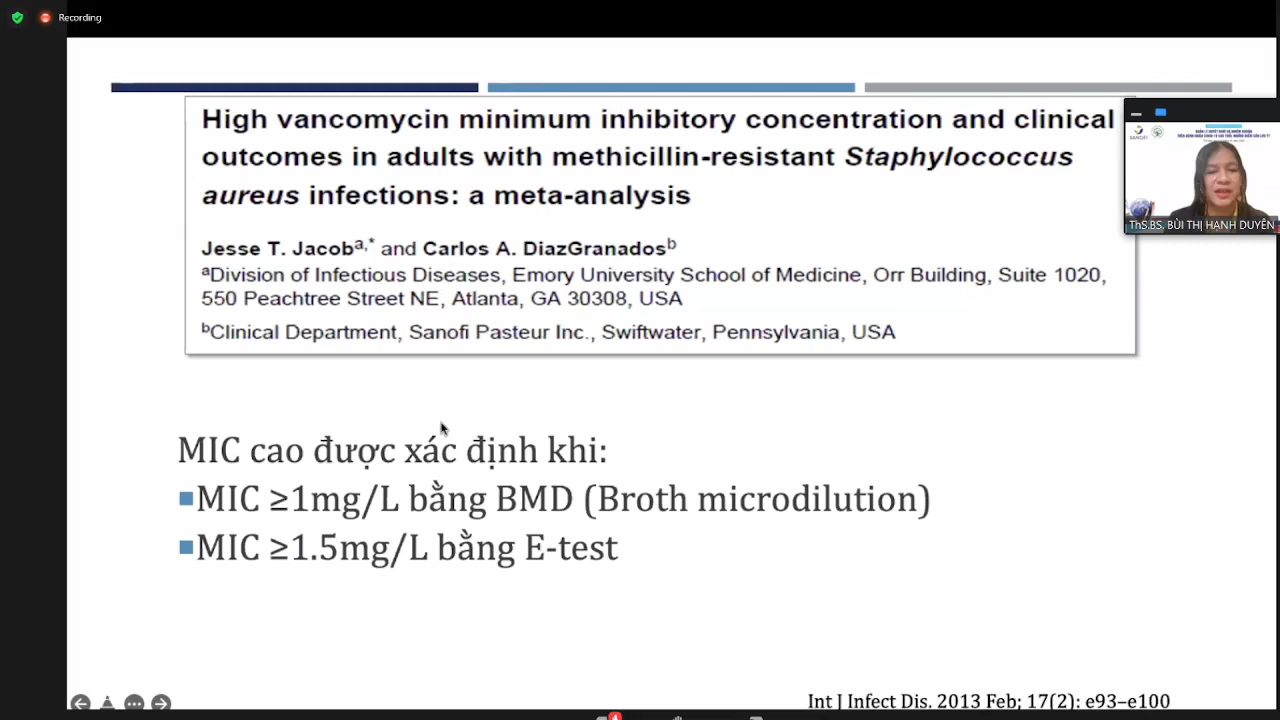 Recording
High vancomycin minimum inhibitory concentration and clinical
outcomes in adults with methicillin-resistant Staphylococcus
aureus infections: a meta-analysis
Jesse T. Jacobᵃ,* and Carlos A. DiazGranadosᵇ
ᵃDivision of Infectious Diseases, Emory University School of Medicine, Orr Building, Suite 1020,
550 Peachtree Street NE, Atlanta, GA 30308, USA
ᵇClinical Department, Sanofi Pasteur Inc., Swiftwater, Pennsylvania, USA
SANOFI
ThS.BS. BÙI THỊ HẠNH DUYÊN
MIC cao được xác định khi:
MIC ≥1mg/L bằng BMD (Broth microdilution)
MIC ≥1.5mg/L bằng E-test
Int J Infect Dis. 2013 Feb; 17(2): e93–e100
4